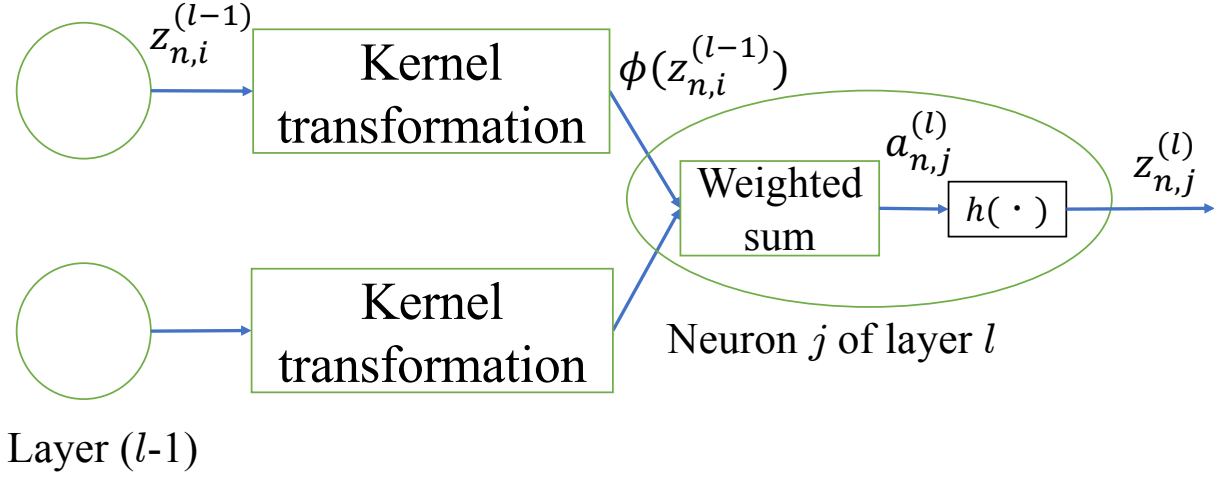 z_{n,i}^{(l-1)}
Kernel
transformation
ϕ(z_{n,i}^{(l-1)})
Weighted
sum
a_{n,j}^{(l)}
h( · )
z_{n,j}^{(l)}
Kernel
transformation
Neuron j of layer l
Layer (l-1)